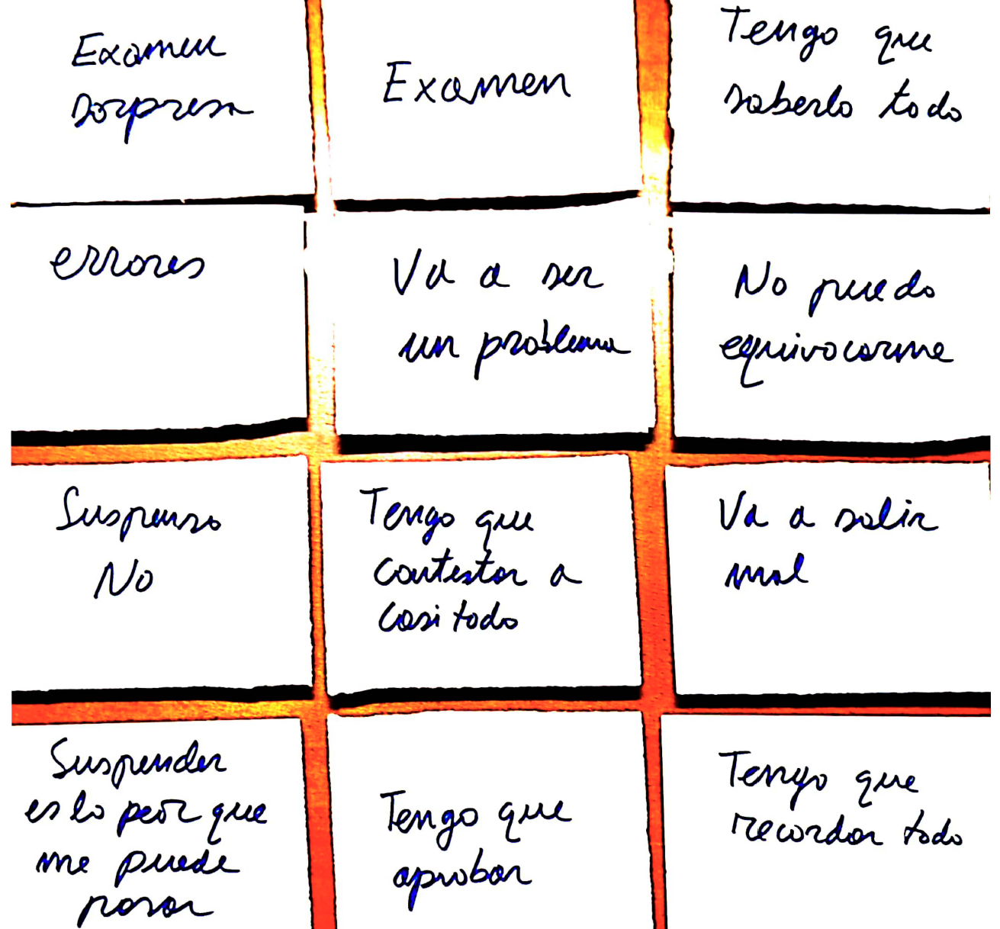 Examen
sorpresa
Examen
Tengo que
saberlo todo
errores
Va a ser
un problema
No puedo
equivocarme
Suspenso
No
Tengo que
contestar a
casi todo
Va a salir
mal
Suspender
es lo peor que
me puede
pasar
Tengo que
aprobar
Tengo que
recordar todo